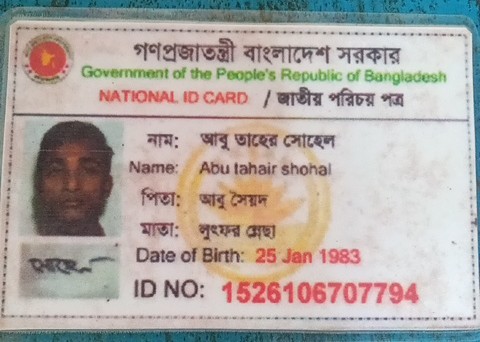 গণপ্রজাতন্ত্রী বাংলাদেশ সরকার
Government of the People's Republic of Bangladesh
NATIONAL ID CARD / জাতীয় পরিচয় পত্র
নাম: আবু তাহের সোহেল
Name: Abu tahair shohal
পিতা: আবু সৈয়দ
মাতা: লুৎফর ন্নেছা
Date of Birth: 25 Jan 1983
ID NO: 1526106707794